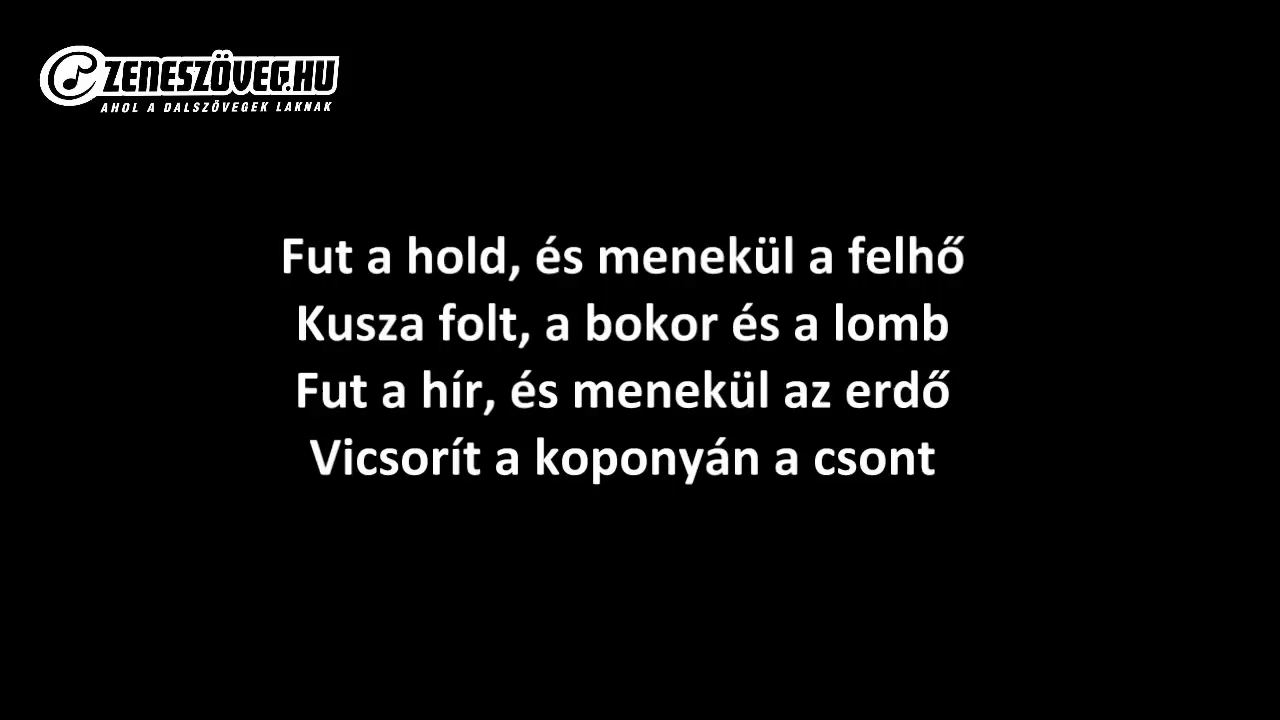 ZENESZÖVEG.HU
AHOL A DALSZÖVEGEK LAKNAK
Fut a hold, és menekül a felhő
Kusza folt, a bokor és a lomb
Fut a hír, és menekül az erdő
Vicsorít a koponyán a csont